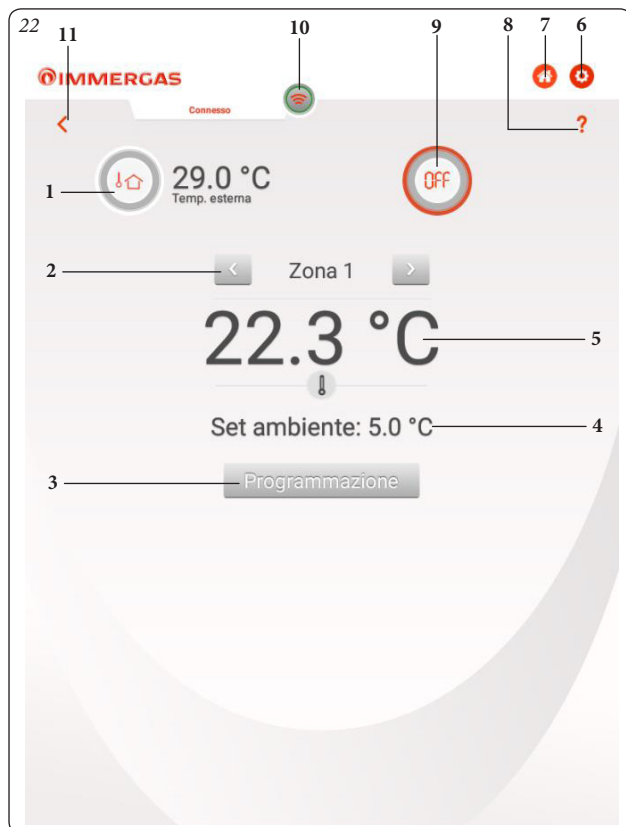 22
11
10
9
8
7
6
IMMERGAS
Connesso
?
1
29.0 °C
Temp. esterna
OFF
2
< Zona 1 >
22.3 °C
5
Set ambiente: 5.0 °C
4
3
Programmazione